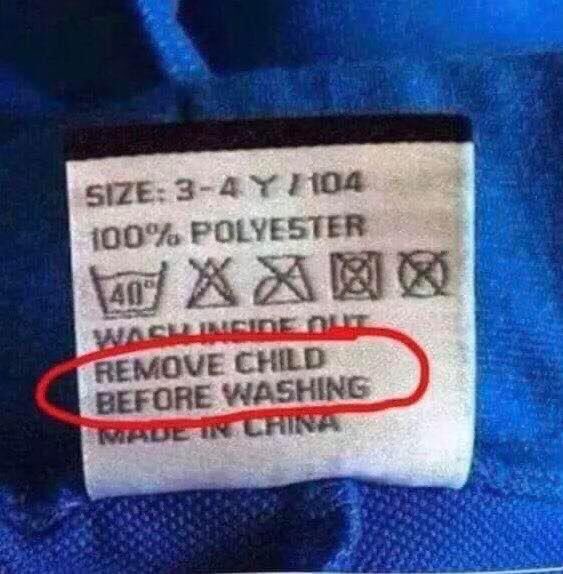 SIZE: 3-4 Y / 104
100% POLYESTER
40°
WASH INSIDE OUT
REMOVE CHILD
BEFORE WASHING
MADE IN CHINA